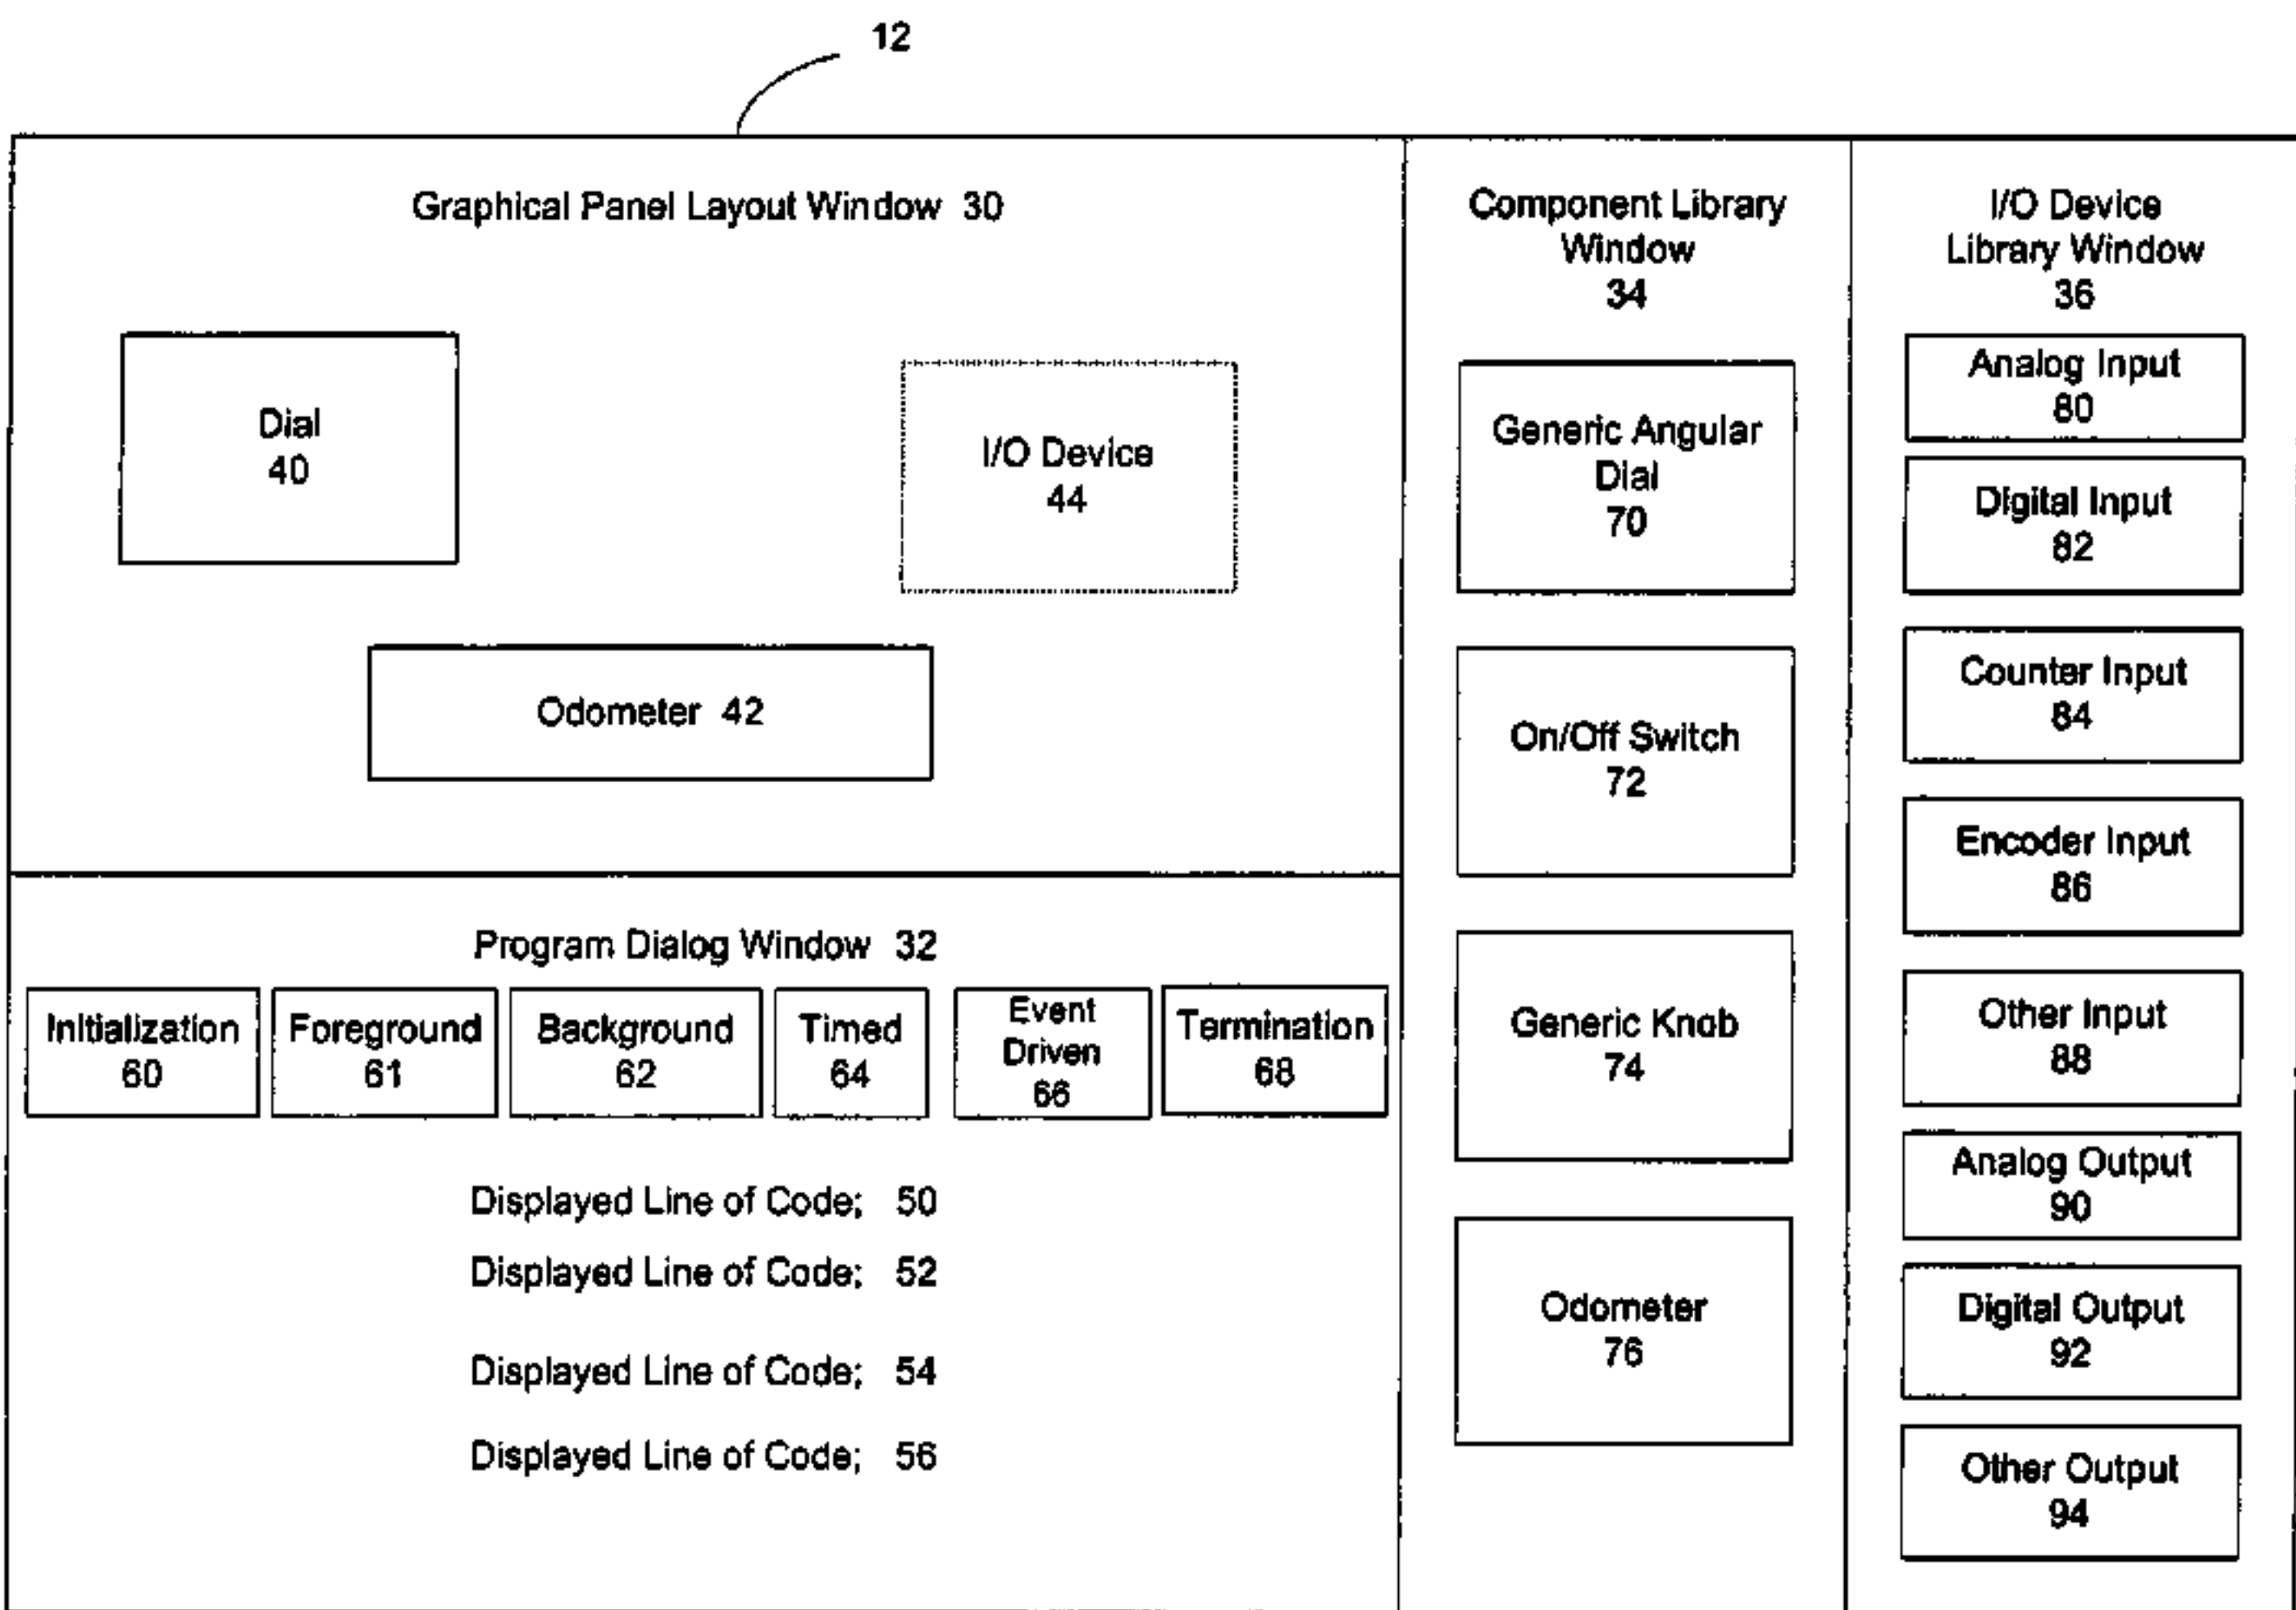 12
Graphical Panel Layout Window 30
Dial
40
I/O Device
44
Odometer 42
Program Dialog Window 32
Initialization
60
Foreground
61
Background
62
Timed
64
Event
Driven
66
Termination
68
Displayed Line of Code; 50
Displayed Line of Code; 52
Displayed Line of Code; 54
Displayed Line of Code; 56
Component Library
Window
34
Generic Angular
Dial
70
On/Off Switch
72
Generic Knob
74
Odometer
76
I/O Device
Library Window
36
Analog Input
80
Digital Input
82
Counter Input
84
Encoder Input
86
Other Input
88
Analog Output
90
Digital Output
92
Other Output
94